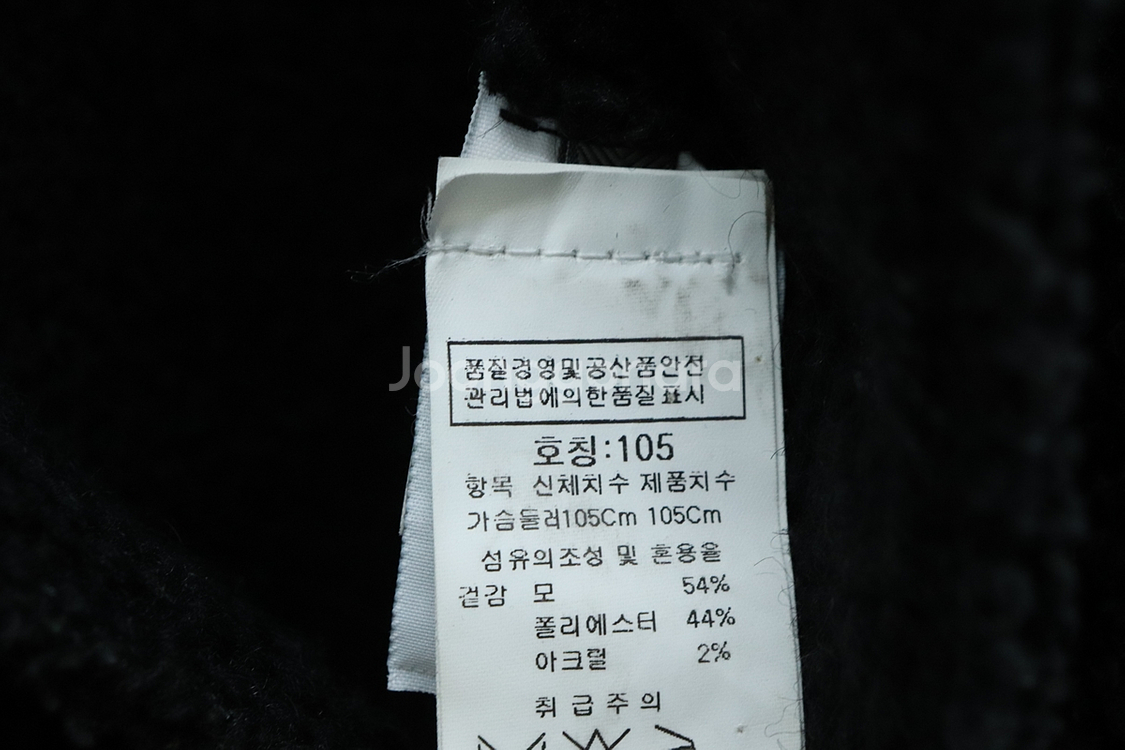 품질경영및공산품안전
관리법에의한품질표시
호칭:105
항목 신체치수 제품치수
가슴둘레105Cm 105Cm
섬유의조성 및 혼용율
겉감 모 54%
폴리에스터 44%
아크릴 2%
취급주의